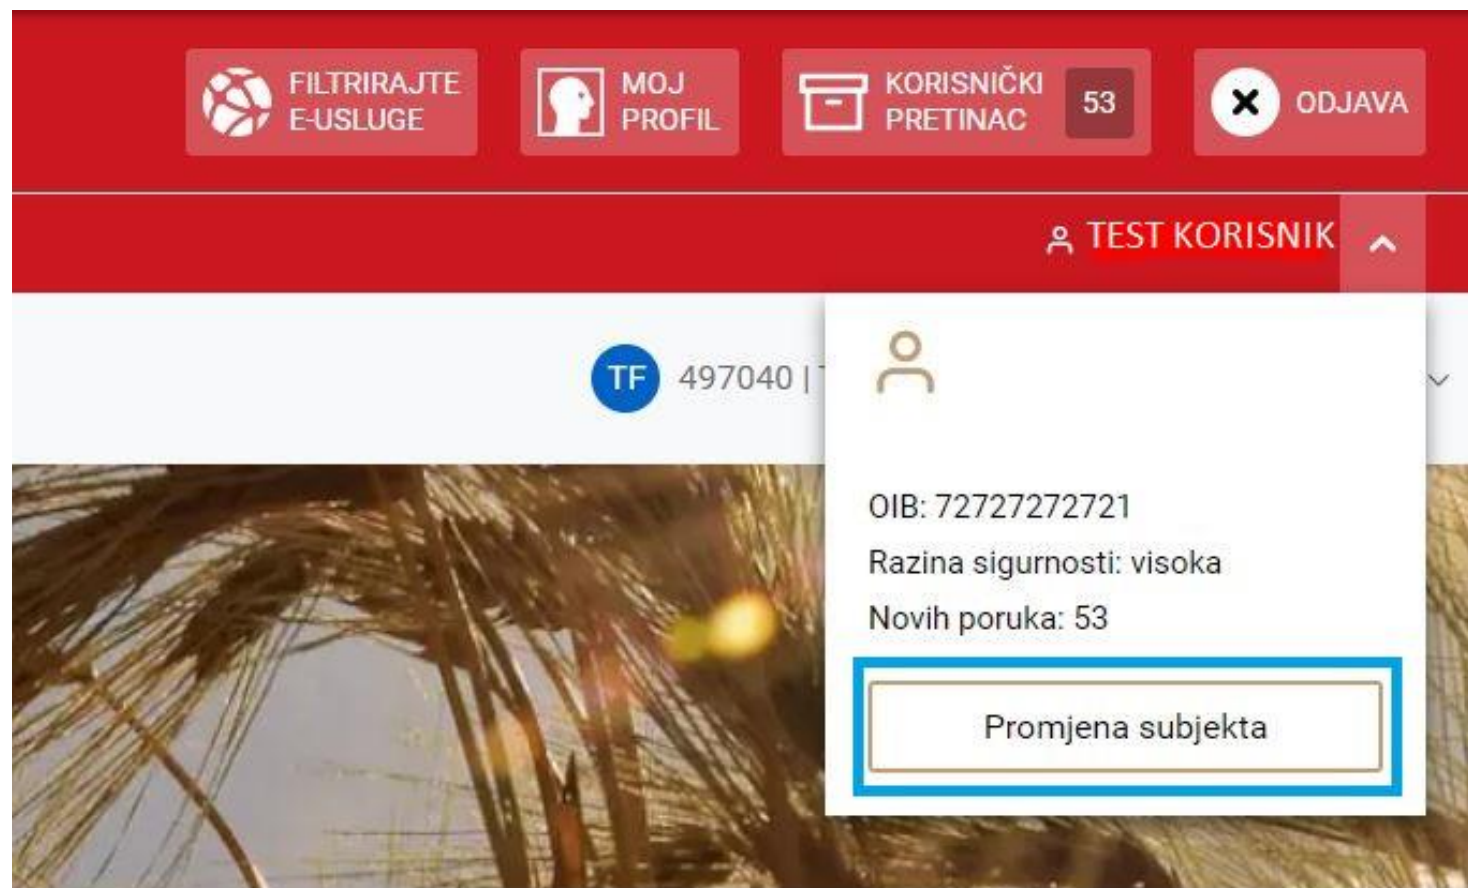 FILTRIRAJTE
E-USLUGE
MOJ
PROFIL
KORISNIČKI
PRETINAC
53
ODJAVA
TEST KORISNIK
TF
497040 |
OIB: 72727272721
Razina sigurnosti: visoka
Novih poruka: 53
Promjena subjekta